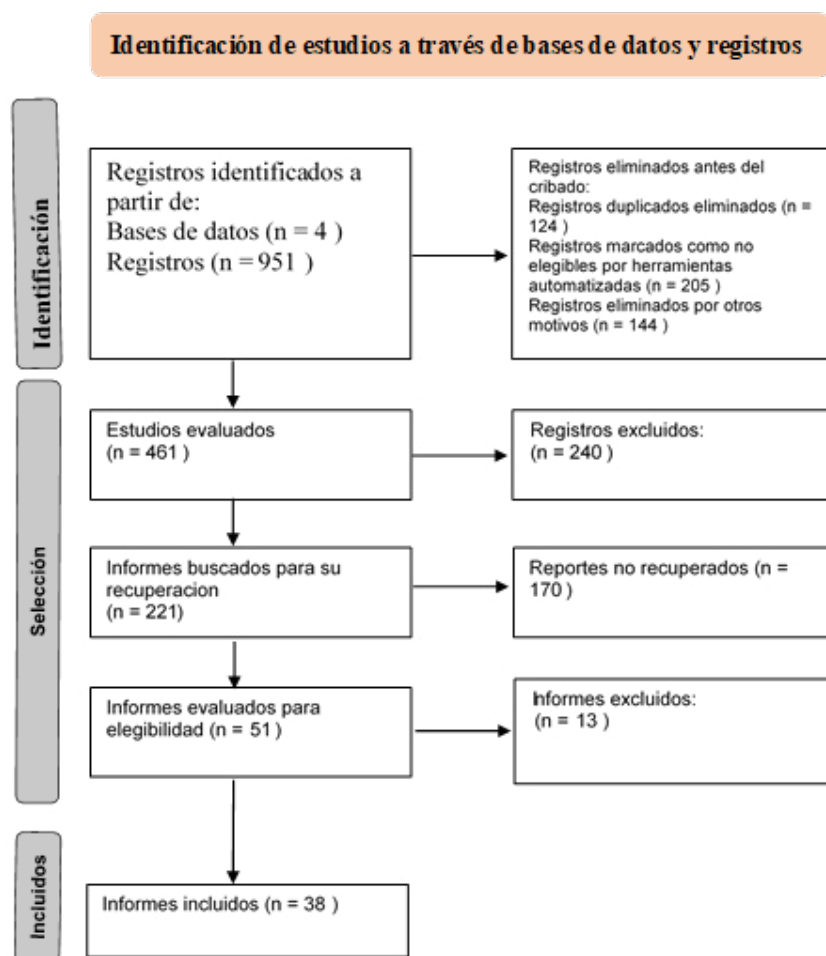 Identificación de estudios a través de bases de datos y registros
Identificación
Registros identificados a
partir de:
Bases de datos (n = 4 )
Registros (n = 951 )
Registros eliminados antes del
cribado:
Registros duplicados eliminados (n =
124 )
Registros marcados como no
elegibles por herramientas
automatizadas (n = 205 )
Registros eliminados por otros
motivos (n = 144 )
Selección
Estudios evaluados
(n = 461 )
Registros excluidos:
(n = 240 )
Informes buscados para su
recuperacion
(n = 221)
Reportes no recuperados (n =
170 )
Informes evaluados para
elegibilidad (n = 51 )
Informes excluidos:
(n = 13 )
Incluidos
Informes incluidos (n = 38 )